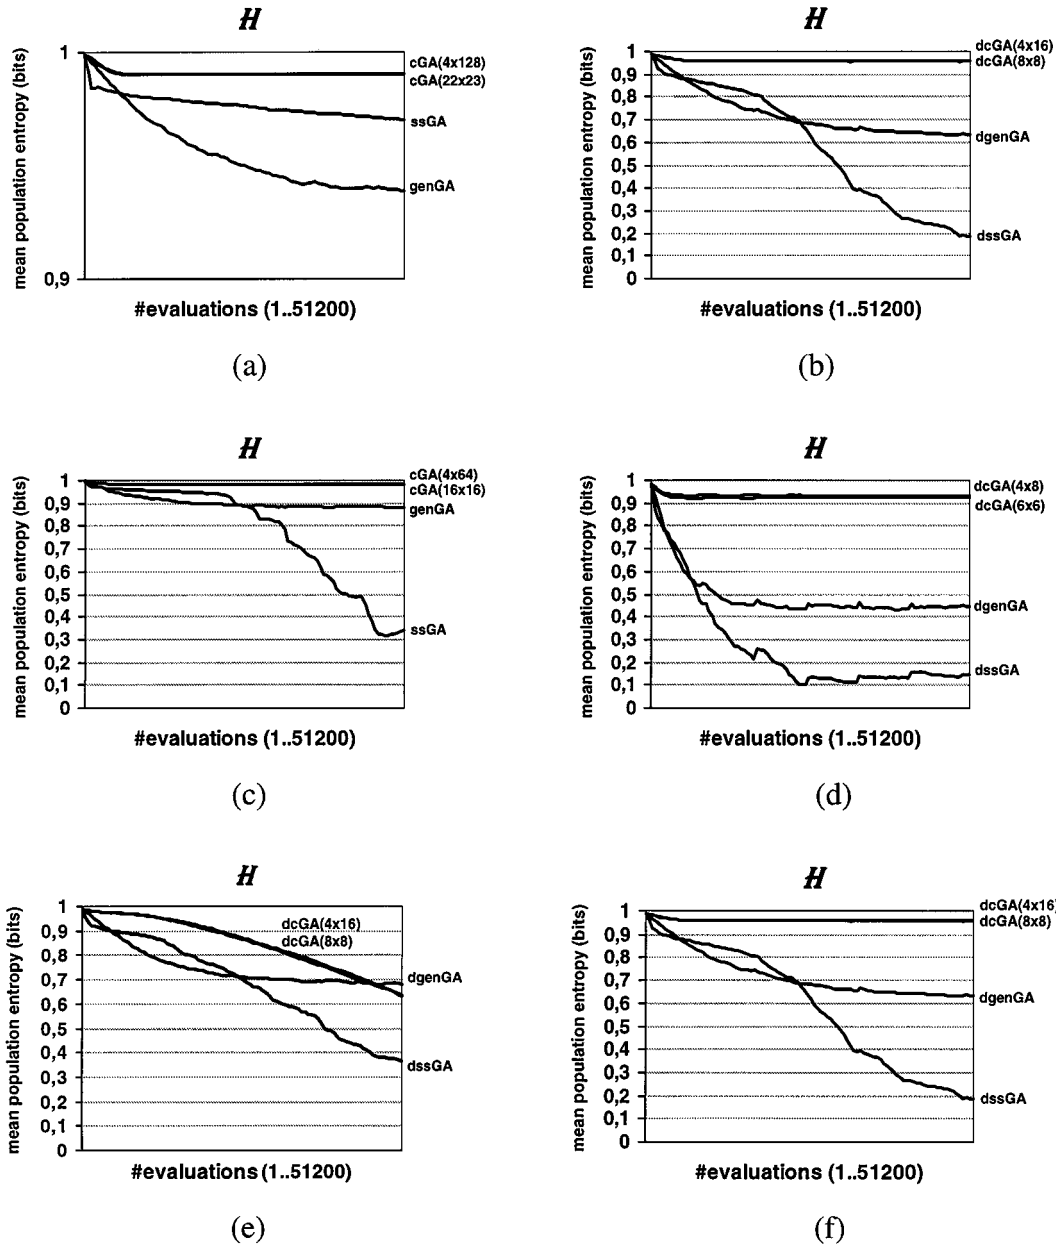 H
mean population entropy (bits)
1
0,9
cGA(4x128)
cGA(22x23)
ssGA
genGA
#evaluations (1..51200)
(a)
H
mean population entropy (bits)
1
0,9
0,8
0,7
0,6
0,5
0,4
0,3
0,2
0,1
0
dcGA(4x16)
dcGA(8x8)
dgenGA
dssGA
#evaluations (1..51200)
(b)
H
mean population entropy (bits)
1
0,9
0,8
0,7
0,6
0,5
0,4
0,3
0,2
0,1
0
cGA(4x64)
cGA(16x16)
genGA
ssGA
#evaluations (1..51200)
(c)
H
mean population entropy (bits)
1
0,9
0,8
0,7
0,6
0,5
0,4
0,3
0,2
0,1
0
dcGA(4x8)
dcGA(6x6)
dgenGA
dssGA
#evaluations (1..51200)
(d)
H
mean population entropy (bits)
1
0,9
0,8
0,7
0,6
0,5
0,4
0,3
0,2
0,1
0
dcGA(4x16)
dcGA(8x8)
dgenGA
dssGA
#evaluations (1..51200)
(e)
H
mean population entropy (bits)
1
0,9
0,8
0,7
0,6
0,5
0,4
0,3
0,2
0,1
0
dcGA(4x16)
dcGA(8x8)
dgenGA
dssGA
#evaluations (1..51200)
(f)